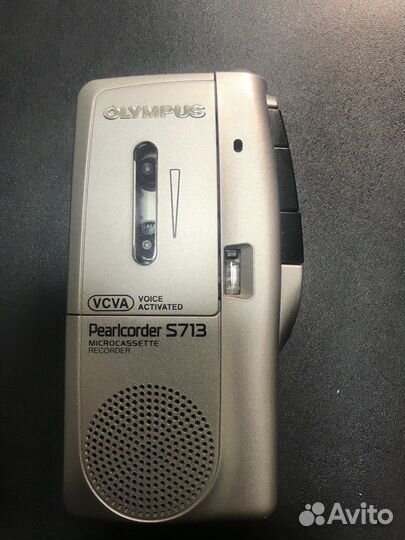 OLYMPUS
VCVA VOICE ACTIVATED
Pearlcorder S713
MICROCASSETTE
RECORDER
Avito